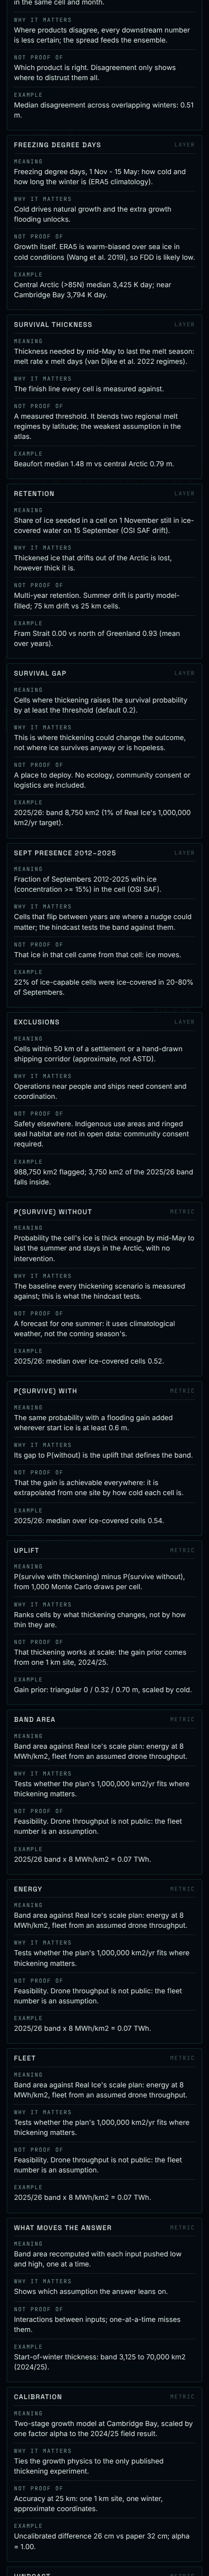 in the same cell and month.
WHY IT MATTERS
Where products disagree, every downstream number
is less certain; the spread feeds the ensemble.
NOT PROOF OF
Which product is right. Disagreement only shows
where to distrust them all.
EXAMPLE
Median disagreement across overlapping winters: 0.51
m.
FREEZING DEGREE DAYS LAYER
MEANING
Freezing degree days, 1 Nov - 15 May: how cold and
how long the winter is (ERA5 climatology).
WHY IT MATTERS
Cold drives natural growth and the extra growth
flooding unlocks.
NOT PROOF OF
Growth itself. ERA5 is warm-biased over sea ice in
cold conditions (Wang et al. 2019), so FDD is likely low.
EXAMPLE
Central Arctic (>85N) median 3,425 K day; near
Cambridge Bay 3,794 K day.
SURVIVAL THICKNESS LAYER
MEANING
Thickness needed by mid-May to last the melt season:
melt rate x melt days (van Dijke et al. 2022 regimes).
WHY IT MATTERS
The finish line every cell is measured against.
NOT PROOF OF
A measured threshold. It blends two regional melt
regimes by latitude; the weakest assumption in the
atlas.
EXAMPLE
Beaufort median 1.48 m vs central Arctic 0.79 m.
RETENTION LAYER
MEANING
Share of ice seeded in a cell on 1 November still in ice-
covered water on 15 September (OSI SAF drift).
WHY IT MATTERS
Thickened ice that drifts out of the Arctic is lost,
however thick it is.
NOT PROOF OF
Multi-year retention. Summer drift is partly model-
filled; 75 km drift vs 25 km cells.
EXAMPLE
Fram Strait 0.00 vs north of Greenland 0.93 (mean
over years).
SURVIVAL GAP LAYER
MEANING
Cells where thickening raises the survival probability
by at least the threshold (default 0.2).
WHY IT MATTERS
This is where thickening could change the outcome,
not where ice survives anyway or is hopeless.
NOT PROOF OF
A place to deploy. No ecology, community consent or
logistics are included.
EXAMPLE
2025/26: band 8,750 km2 (1% of Real Ice's 1,000,000
km2/yr target).
SEPT PRESENCE 2012–2025 LAYER
MEANING
Fraction of Septembers 2012-2025 with ice
(concentration >= 15%) in the cell (OSI SAF).
WHY IT MATTERS
Cells that flip between years are where a nudge could
matter; the hindcast tests the band against them.
NOT PROOF OF
That ice in that cell came from that cell: ice moves.
EXAMPLE
22% of ice-capable cells were ice-covered in 20-80%
of Septembers.
EXCLUSIONS LAYER
MEANING
Cells within 50 km of a settlement or a hand-drawn
shipping corridor (approximate, not ASTD).
WHY IT MATTERS
Operations near people and ships need consent and
coordination.
NOT PROOF OF
Safety elsewhere. Indigenous use areas and ringed
seal habitat are not in open data: community consent
required.
EXAMPLE
988,750 km2 flagged; 3,750 km2 of the 2025/26 band
falls inside.
P(SURVIVE) WITHOUT METRIC
MEANING
Probability the cell's ice is thick enough by mid-May to
last the summer and stays in the Arctic, with no
intervention.
WHY IT MATTERS
The baseline every thickening scenario is measured
against; this is what the hindcast tests.
NOT PROOF OF
A forecast for one summer: it uses climatological
weather, not the coming season's.
EXAMPLE
2025/26: median over ice-covered cells 0.52.
P(SURVIVE) WITH METRIC
MEANING
The same probability with a flooding gain added
wherever start ice is at least 0.6 m.
WHY IT MATTERS
Its gap to P(without) is the uplift that defines the band.
NOT PROOF OF
That the gain is achievable everywhere: it is
extrapolated from one site by how cold each cell is.
EXAMPLE
2025/26: median over ice-covered cells 0.54.
UPLIFT METRIC
MEANING
P(survive with thickening) minus P(survive without),
from 1,000 Monte Carlo draws per cell.
WHY IT MATTERS
Ranks cells by what thickening changes, not by how
thin they are.
NOT PROOF OF
That thickening works at scale: the gain prior comes
from one 1 km site, 2024/25.
EXAMPLE
Gain prior: triangular 0 / 0.32 / 0.70 m, scaled by cold.
BAND AREA METRIC
MEANING
Band area against Real Ice's scale plan: energy at 8
MWh/km2, fleet from an assumed drone throughput.
WHY IT MATTERS
Tests whether the plan's 1,000,000 km2/yr fits where
thickening matters.
NOT PROOF OF
Feasibility. Drone throughput is not public: the fleet
number is an assumption.
EXAMPLE
2025/26 band x 8 MWh/km2 = 0.07 TWh.
ENERGY METRIC
MEANING
Band area against Real Ice's scale plan: energy at 8
MWh/km2, fleet from an assumed drone throughput.
WHY IT MATTERS
Tests whether the plan's 1,000,000 km2/yr fits where
thickening matters.
NOT PROOF OF
Feasibility. Drone throughput is not public: the fleet
number is an assumption.
EXAMPLE
2025/26 band x 8 MWh/km2 = 0.07 TWh.
FLEET METRIC
MEANING
Band area against Real Ice's scale plan: energy at 8
MWh/km2, fleet from an assumed drone throughput.
WHY IT MATTERS
Tests whether the plan's 1,000,000 km2/yr fits where
thickening matters.
NOT PROOF OF
Feasibility. Drone throughput is not public: the fleet
number is an assumption.
EXAMPLE
2025/26 band x 8 MWh/km2 = 0.07 TWh.
WHAT MOVES THE ANSWER METRIC
MEANING
Band area recomputed with each input pushed low
and high, one at a time.
WHY IT MATTERS
Shows which assumption the answer leans on.
NOT PROOF OF
Interactions between inputs; one-at-a-time misses
them.
EXAMPLE
Start-of-winter thickness: band 3,125 to 70,000 km2
(2024/25).
CALIBRATION METRIC
MEANING
Two-stage growth model at Cambridge Bay, scaled by
one factor alpha to the 2024/25 field result.
WHY IT MATTERS
Ties the growth physics to the only published
thickening experiment.
NOT PROOF OF
Accuracy at 25 km: one 1 km site, one winter,
approximate coordinates.
EXAMPLE
Uncalibrated difference 26 cm vs paper 32 cm; alpha
= 1.00.